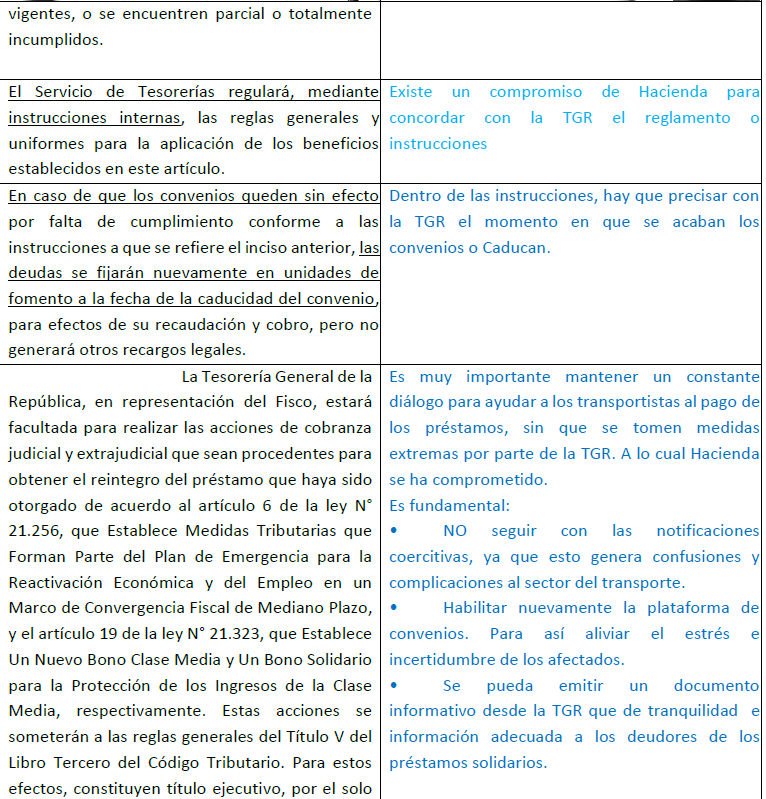 vigentes, o se encuentren parcial o totalmente
incumplidos.
El Servicio de Tesorerías regulará, mediante
instrucciones internas, las reglas generales y
uniformes para la aplicación de los beneficios
establecidos en este artículo.
Existe un compromiso de Hacienda para
concordar con la TGR el reglamento o
instrucciones
En caso de que los convenios queden sin efecto
por falta de cumplimiento conforme a las
instrucciones a que se refiere el inciso anterior, las
deudas se fijarán nuevamente en unidades de
fomento a la fecha de la caducidad del convenio,
para efectos de su recaudación y cobro, pero no
generará otros recargos legales.
Dentro de las instrucciones, hay que precisar con
la TGR el momento en que se acaban los
convenios o Caducan.
La Tesorería General de la
República, en representación del Fisco, estará
facultada para realizar las acciones de cobranza
judicial y extrajudicial que sean procedentes para
obtener el reintegro del préstamo que haya sido
otorgado de acuerdo al artículo 6 de la ley N°
21.256, que Establece Medidas Tributarias que
Forman Parte del Plan de Emergencia para la
Reactivación Económica y del Empleo en un
Marco de Convergencia Fiscal de Mediano Plazo,
y el artículo 19 de la ley N° 21.323, que Establece
Un Nuevo Bono Clase Media y Un Bono Solidario
para la Protección de los Ingresos de la Clase
Media, respectivamente. Estas acciones se
someterán a las reglas generales del Título V del
Libro Tercero del Código Tributario. Para estos
efectos, constituyen título ejecutivo, por el solo
Es muy importante mantener un constante
diálogo para ayudar a los transportistas al pago de
los préstamos, sin que se tomen medidas
extremas por parte de la TGR. A lo cual Hacienda
se ha comprometido.
Es fundamental:
• NO seguir con las notificaciones
coercitivas, ya que esto genera confusiones y
complicaciones al sector del transporte.
• Habilitar nuevamente la plataforma de
convenios. Para así aliviar el estrés e
incertidumbre de los afectados.
• Se pueda emitir un documento
informativo desde la TGR que de tranquilidad e
información adecuada a los deudores de los
préstamos solidarios.